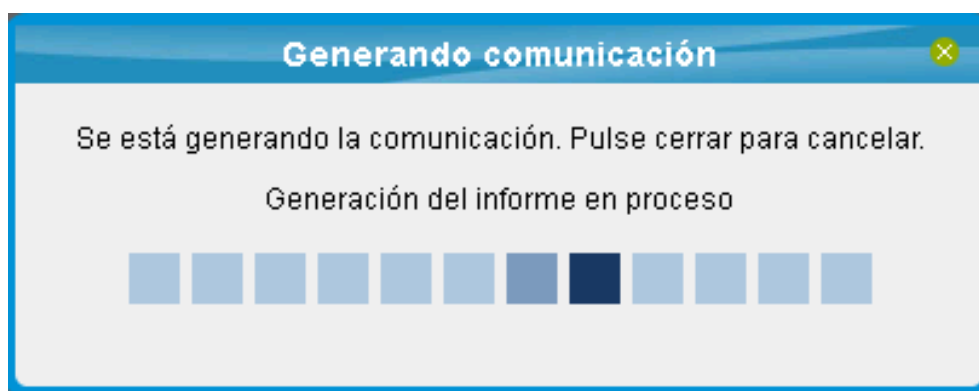 Generando comunicación
Se está generando la comunicación. Pulse cerrar para cancelar.
Generación del informe en proceso